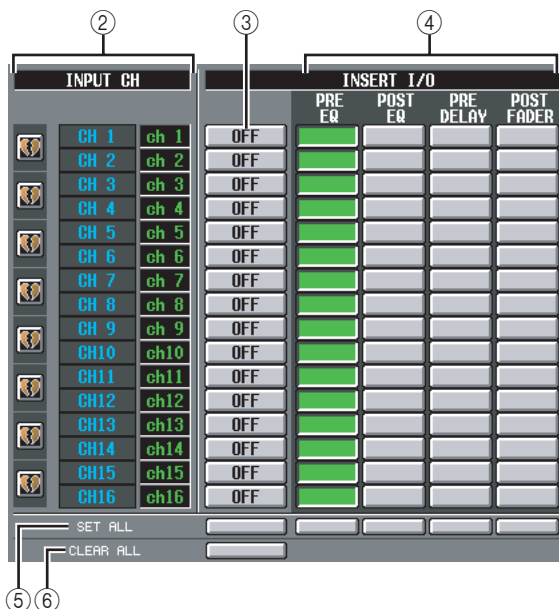 ② ③ ④
INPUT CH INSERT I/O
PRE EQ POST EQ PRE DELAY POST FADER
CH 1 ch 1 OFF
CH 2 ch 2 OFF
CH 3 ch 3 OFF
CH 4 ch 4 OFF
CH 5 ch 5 OFF
CH 6 ch 6 OFF
CH 7 ch 7 OFF
CH 8 ch 8 OFF
CH 9 ch 9 OFF
CH10 ch10 OFF
CH11 ch11 OFF
CH12 ch12 OFF
CH13 ch13 OFF
CH14 ch14 OFF
CH15 ch15 OFF
CH16 ch16 OFF
SET ALL
CLEAR ALL
⑤ ⑥